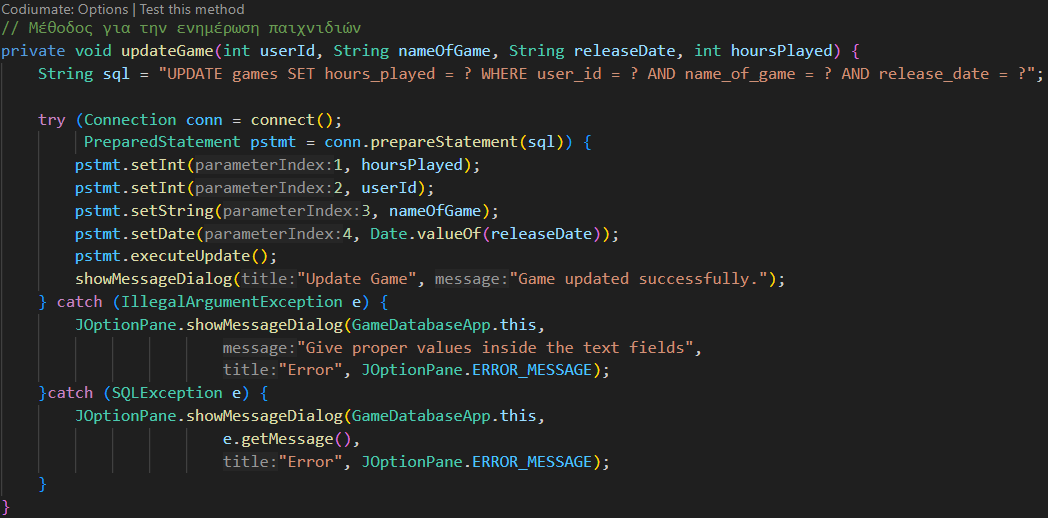 Codiumate: Options | Test this method
// Μέθοδος για την ενημέρωση παιχνιδιών
private void updateGame(int userId, String nameOfGame, String releaseDate, int hoursPlayed) {
String sql = "UPDATE games SET hours_played = ? WHERE user_id = ? AND name_of_game = ? AND release_date = ?";
try (Connection conn = connect();
PreparedStatement pstmt = conn.prepareStatement(sql)) {
pstmt.setInt(parameterIndex:1, hoursPlayed);
pstmt.setInt(parameterIndex:2, userId);
pstmt.setString(parameterIndex:3, nameOfGame);
pstmt.setDate(parameterIndex:4, Date.valueOf(releaseDate));
pstmt.executeUpdate();
showMessageDialog(title:"Update Game", message:"Game updated successfully.");
} catch (IllegalArgumentException e) {
JOptionPane.showMessageDialog(GameDatabaseApp.this,
message:"Give proper values inside the text fields",
title:"Error", JOptionPane.ERROR_MESSAGE);
}catch (SQLException e) {
JOptionPane.showMessageDialog(GameDatabaseApp.this,
e.getMessage(),
title:"Error", JOptionPane.ERROR_MESSAGE);
}
}